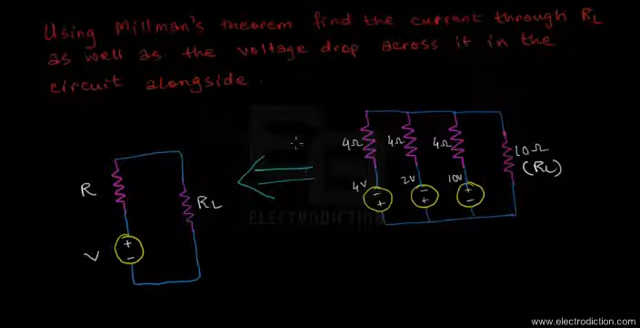 Using Millman's theorem find the current through RL
as well as the voltage drop across it in the
circuit alongside.
4Ω 4Ω 4Ω 10Ω
(RL)
4V 2V 10V
R RL
V
ELECTRODICTION
www.electrodiction.com